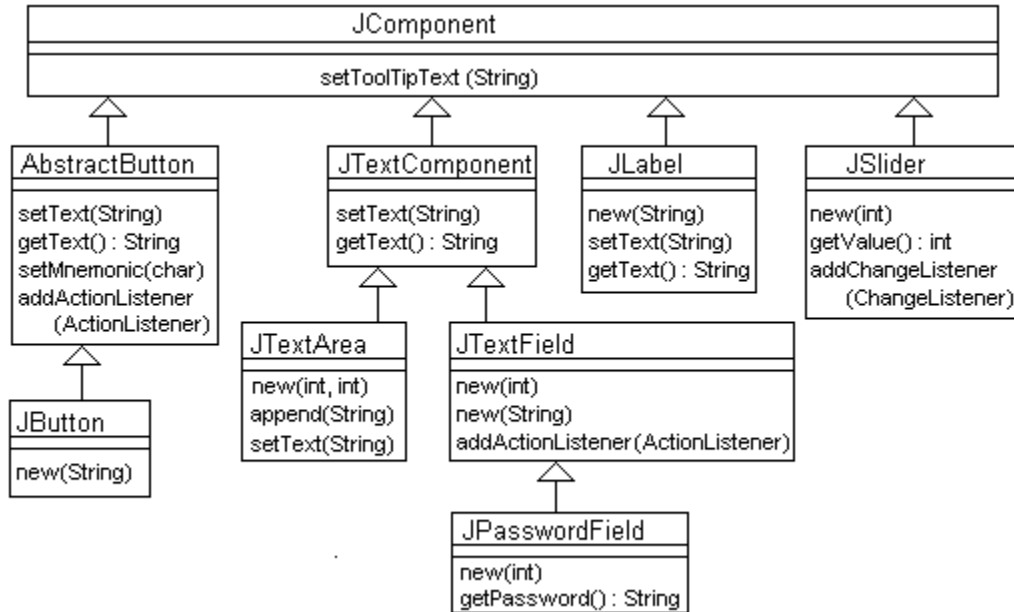 JComponent
setToolTipText (String)
AbstractButton
setText(String)
getText() : String
setMnemonic(char)
addActionListener
(ActionListener)
JTextComponent
setText(String)
getText() : String
JLabel
new(String)
setText(String)
getText() : String
JSlider
new(int)
getValue() : int
addChangeListener
(ChangeListener)
JButton
new(String)
JTextArea
new(int, int)
append(String)
setText(String)
JTextField
new(int)
new(String)
addActionListener(ActionListener)
JPasswordField
new(int)
getPassword() : String